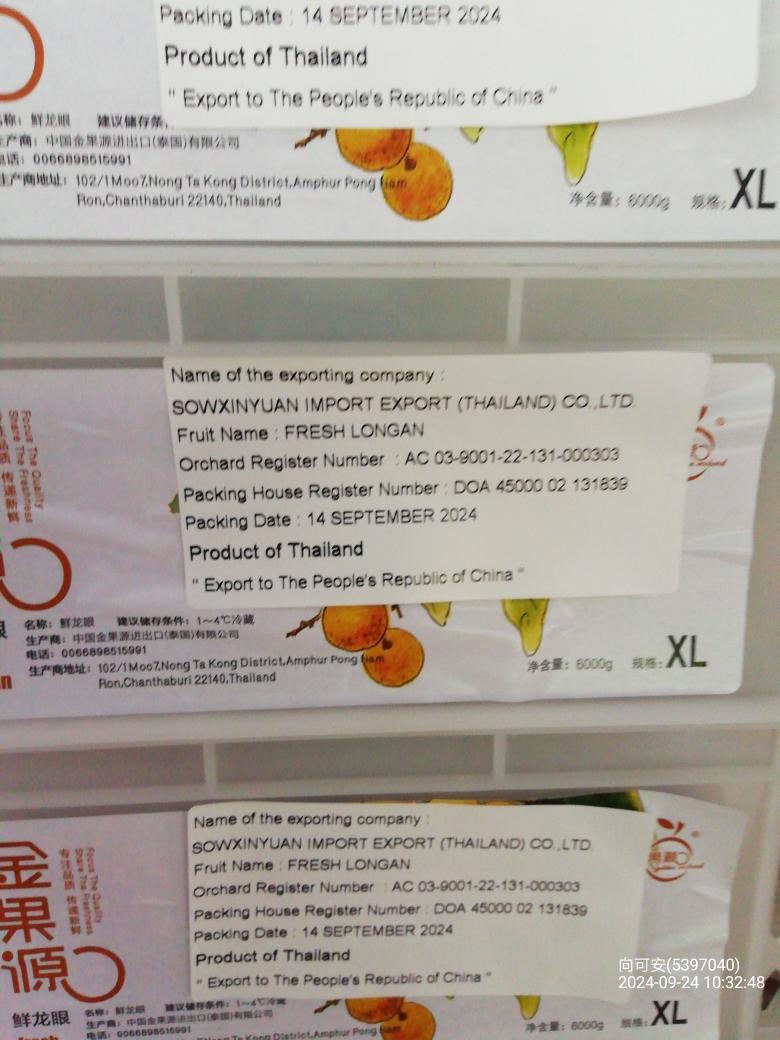 Packing Date : 14 SEPTEMBER 2024
Product of Thailand
" Export to The People's Republic of China "
名称：鲜龙眼 建议储存条
生产商：中国金果源进出口(泰国)有限公司
电话：0066898515991
生产商地址：102/1Moo7,Nong Ta Kong District,Amphur Pong Nam
Ron,Chanthaburi 22140,Thailand
净含量：6000g 规格:XL
Name of the exporting company :
SOWXINYUAN IMPORT EXPORT (THAILAND) CO.,LTD.
Fruit Name : FRESH LONGAN
Orchard Register Number : AC 03-9001-22-131-000303
Packing House Register Number : DOA 45000 02 131839
Packing Date : 14 SEPTEMBER 2024
Product of Thailand
" Export to The People's Republic of China "
Focus The Quality
Share The Freshness
传递新鲜
名称：鲜龙眼 建议储存条件：1~4℃冷藏
生产商：中国金果源进出口(泰国)有限公司
电话：0066898515991
生产商地址：102/1Moo7,Nong Ta Kong District,Amphur Pong Nam
Ron,Chanthaburi 22140,Thailand
净含量：6000g 规格:XL
Name of the exporting company :
SOWXINYUAN IMPORT EXPORT (THAILAND) CO.,LTD.
Fruit Name : FRESH LONGAN
Orchard Register Number : AC 03-9001-22-131-000303
Packing House Register Number : DOA 45000 02 131839
Packing Date : 14 SEPTEMBER 2024
Product of Thailand
" Export to The People's Republic of China "
金果源
Focus The Quality
Share The Freshness
专注品质 传递新鲜
鲜龙眼
名称：鲜龙眼 建议储存条件：1~4℃冷藏
生产商：中国金果源进出口(泰国)有限公司
电话：0066898515991
102/1Moo7,Nong Ta Kong District,Amphur Pong Nam
净含量：6000g 规格:XL
向可安(5397040)
2024-09-24 10:32:48